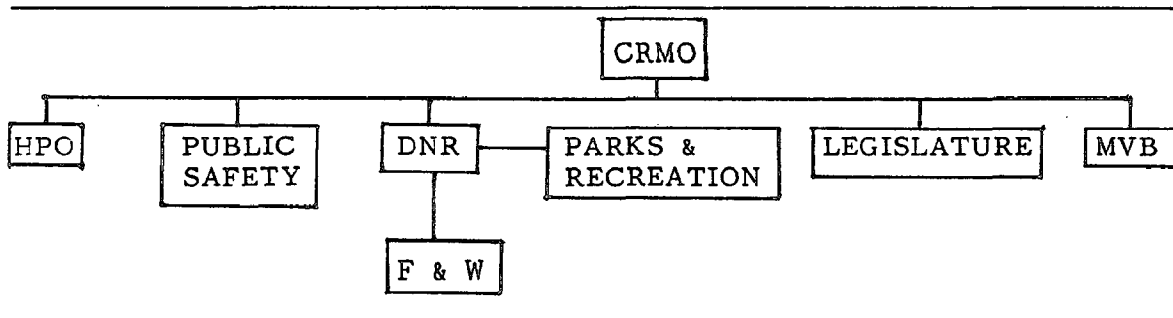 CRMO
HPO
PUBLIC
SAFETY
DNR
PARKS &
RECREATION
LEGISLATURE
MVB
F & W